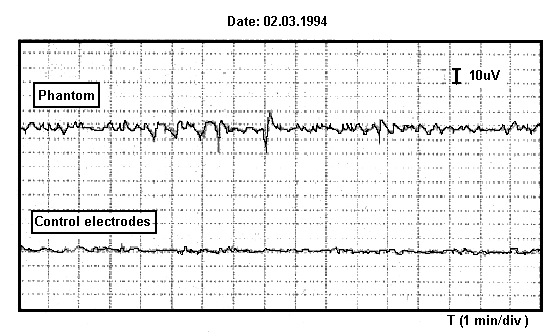 Date: 02.03.1994
10uV
Phantom
Control electrodes
T (1 min/div )